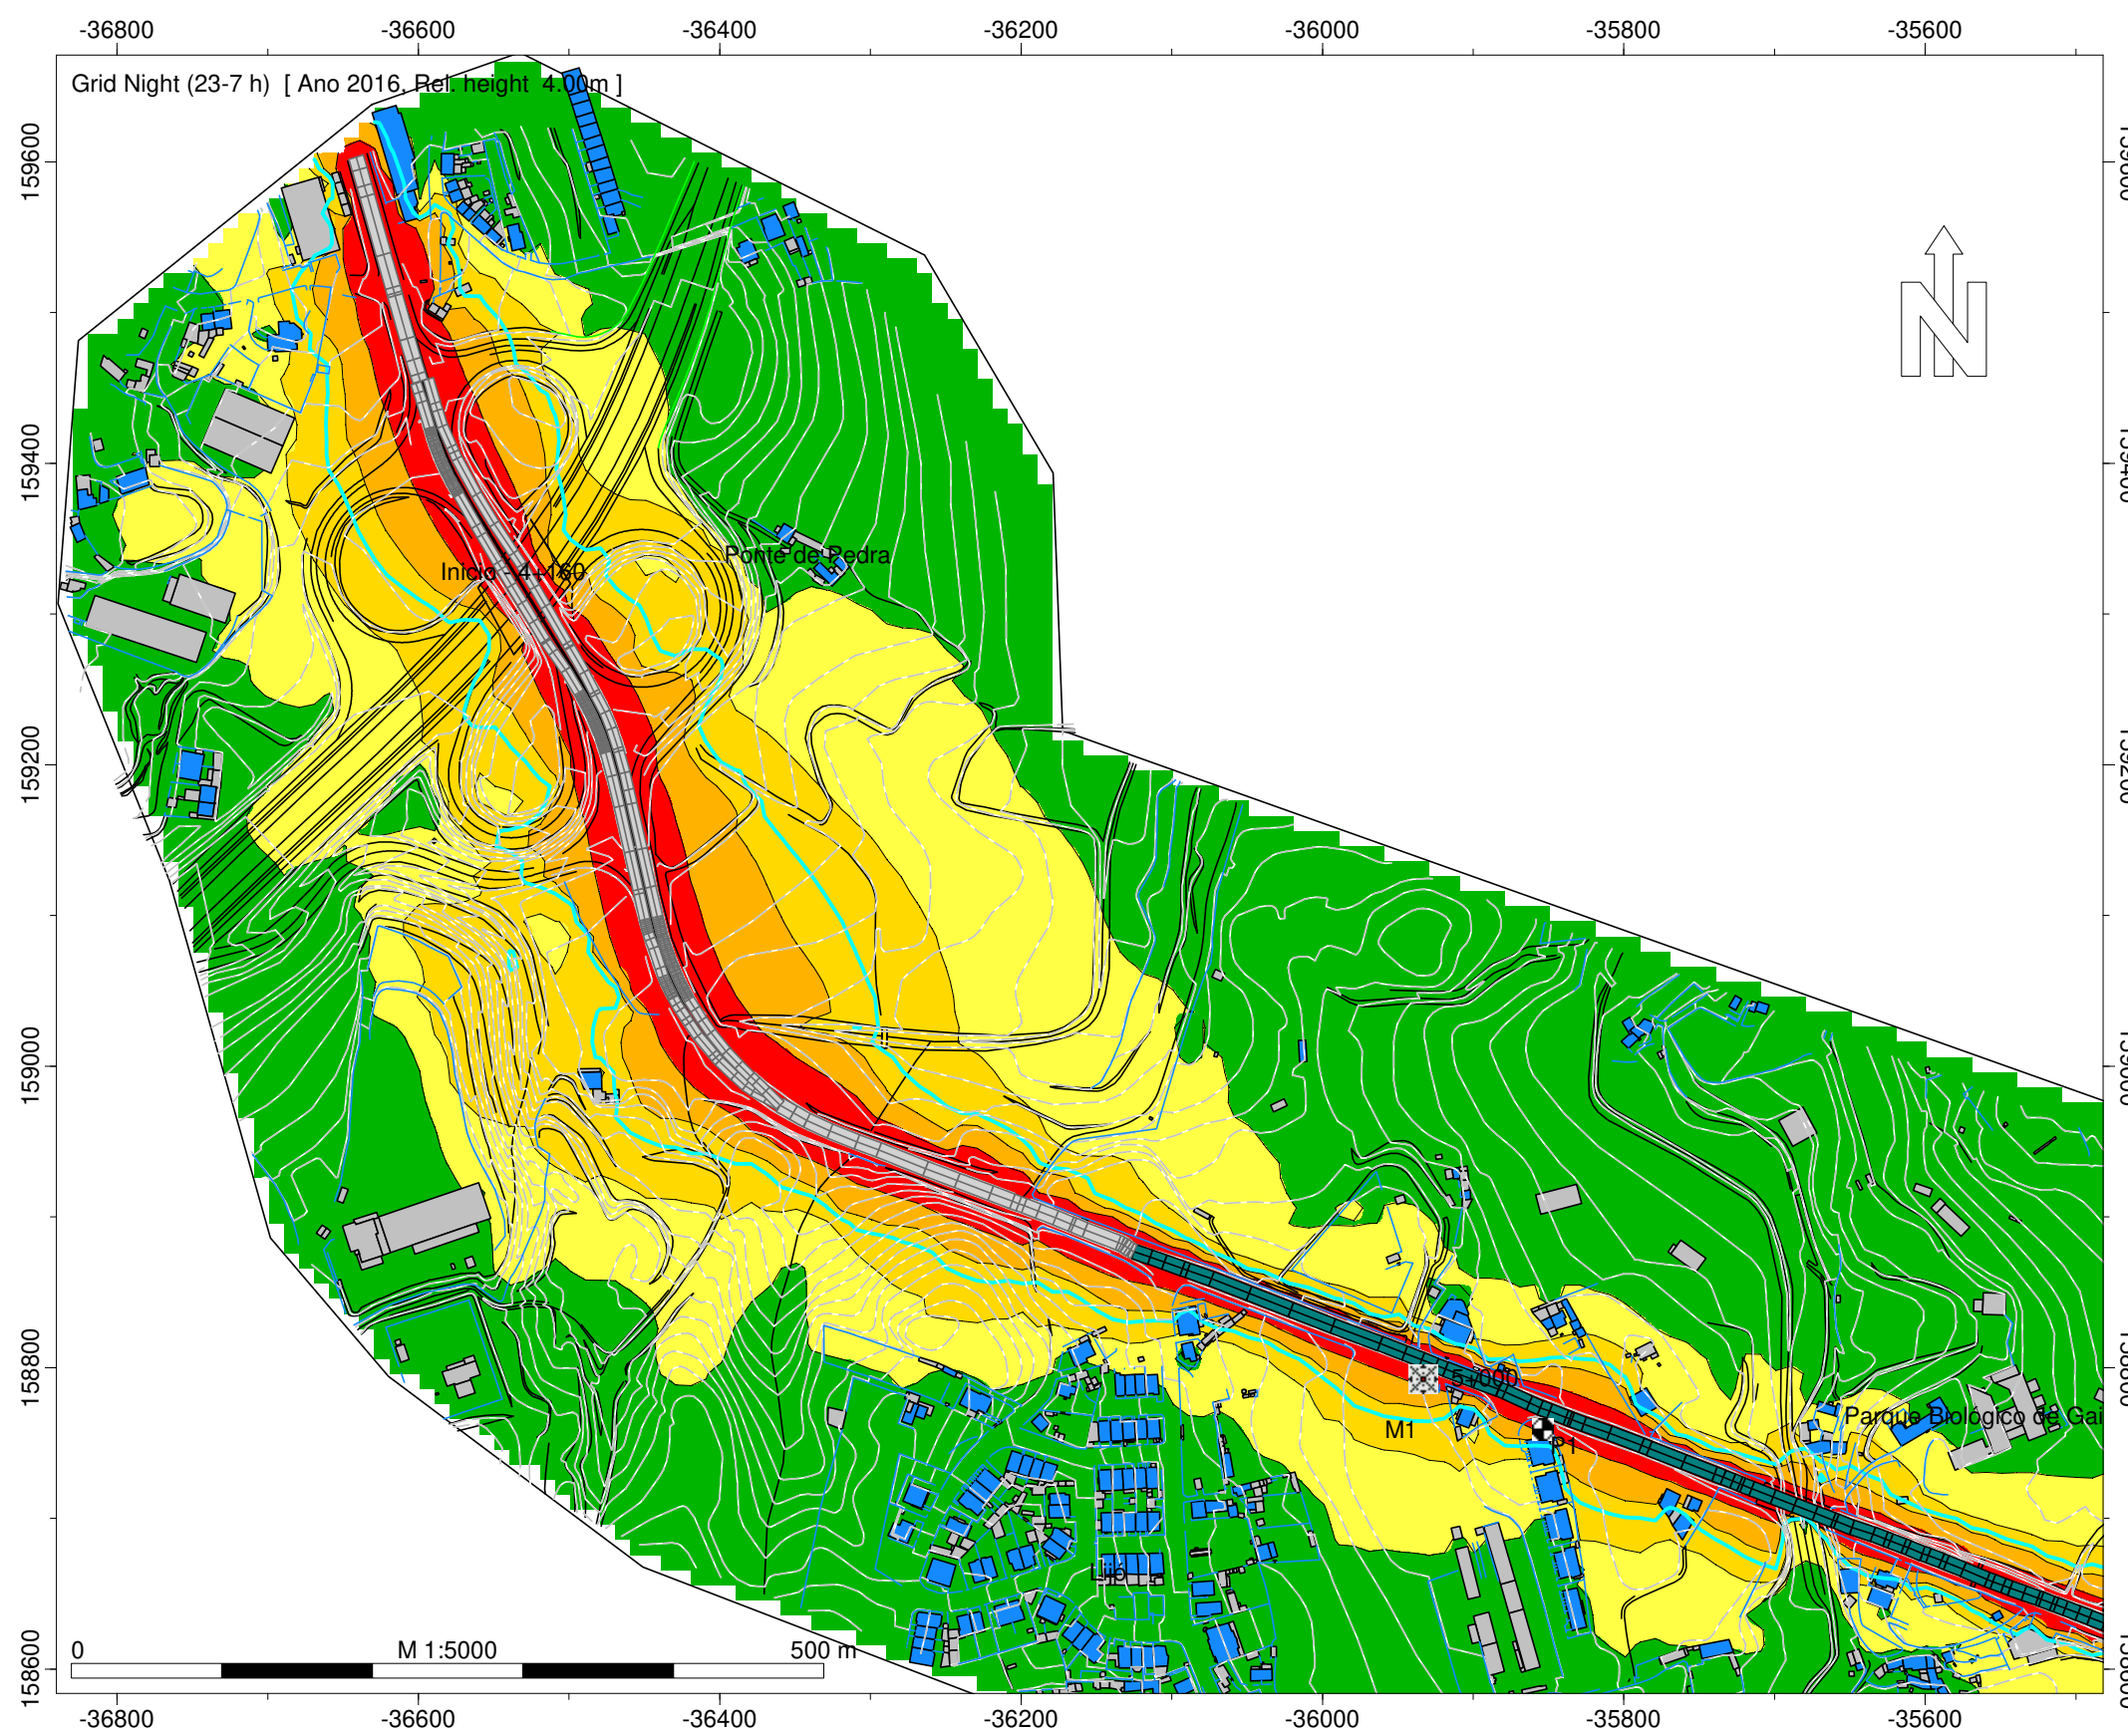 -36800 -36600 -36400 -36200 -36000 -35800 -35600
Grid Night (23-7 h) [ Ano 2016, Rel. height 4.00m ]
159600
159400
Ponte de Pedra
Início - 4+160
159200
159000
158800
5+000
M1
P1
Parque Biológico de Gai
158600
0 M 1:5000 500 m
-36800 -36600 -36400 -36200 -36000 -35800 -35600
N